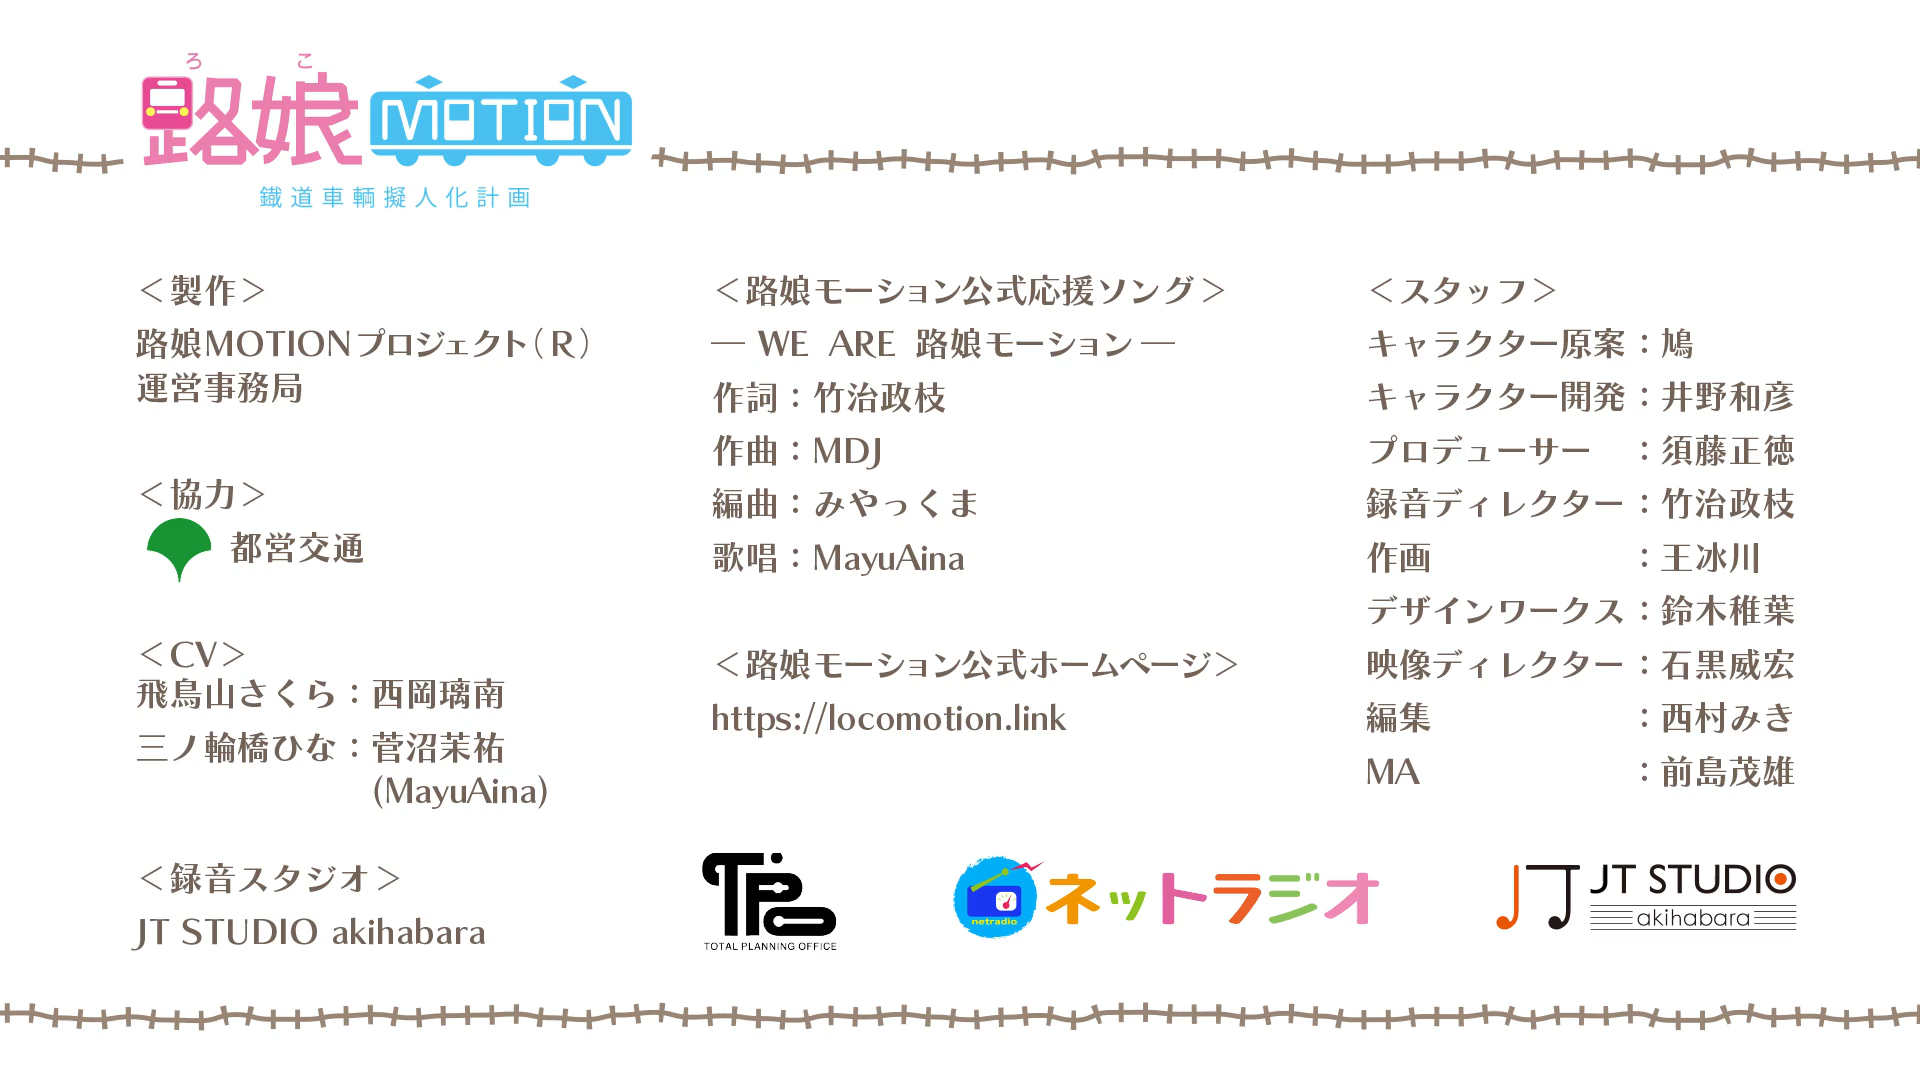 ろこ
路娘MOTION
鐵道車輌擬人化計画
＜製作＞
路娘MOTIONプロジェクト（R）
運営事務局
＜協力＞
都営交通
＜CV＞
飛鳥山さくら：西岡璃南
三ノ輪橋ひな：菅沼茉祐
(MayuAina)
＜録音スタジオ＞
JT STUDIO akihabara
＜路娘モーション公式応援ソング＞
― WE ARE 路娘モーション ―
作詞：竹治政枝
作曲：MDJ
編曲：みやっくま
歌唱：MayuAina
＜路娘モーション公式ホームページ＞
https://locomotion.link
＜スタッフ＞
キャラクター原案：鳩
キャラクター開発：井野和彦
プロデューサー：須藤正徳
録音ディレクター：竹治政枝
作画：王冰川
デザインワークス：鈴木稚葉
映像ディレクター：石黒威宏
編集：西村みき
MA：前島茂雄
TPO
TOTAL PLANNING OFFICE
netradio
ネットラジオ
JT STUDIO
akihabara